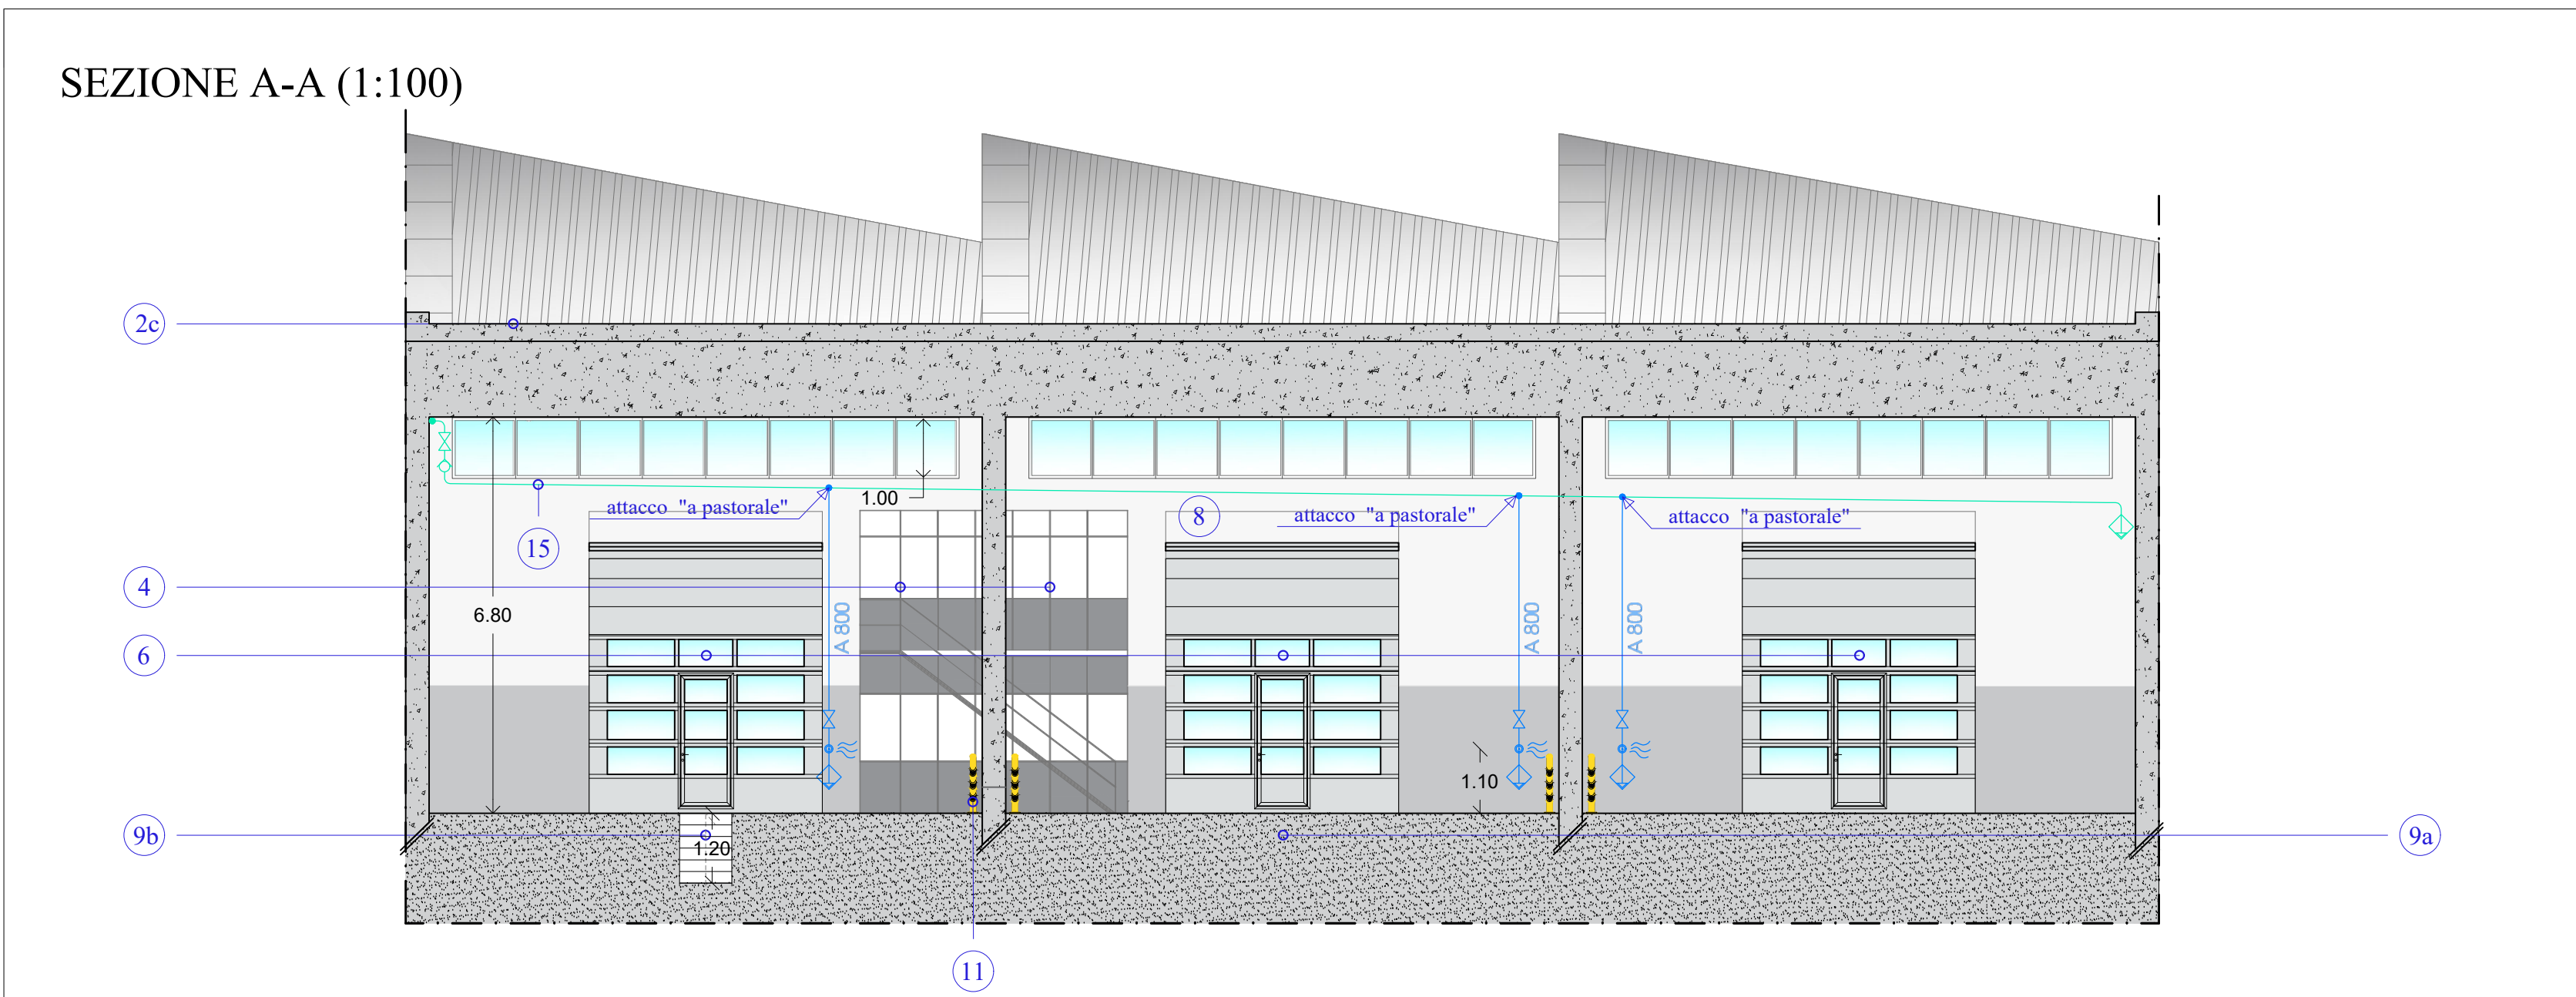 SEZIONE A-A (1:100)
2c
1.00
attacco "a pastorale"
8
attacco "a pastorale"
attacco "a pastorale"
15
4
6.80
A 800
A 800
A 800
6
1.10
9b
1.20
9a
11